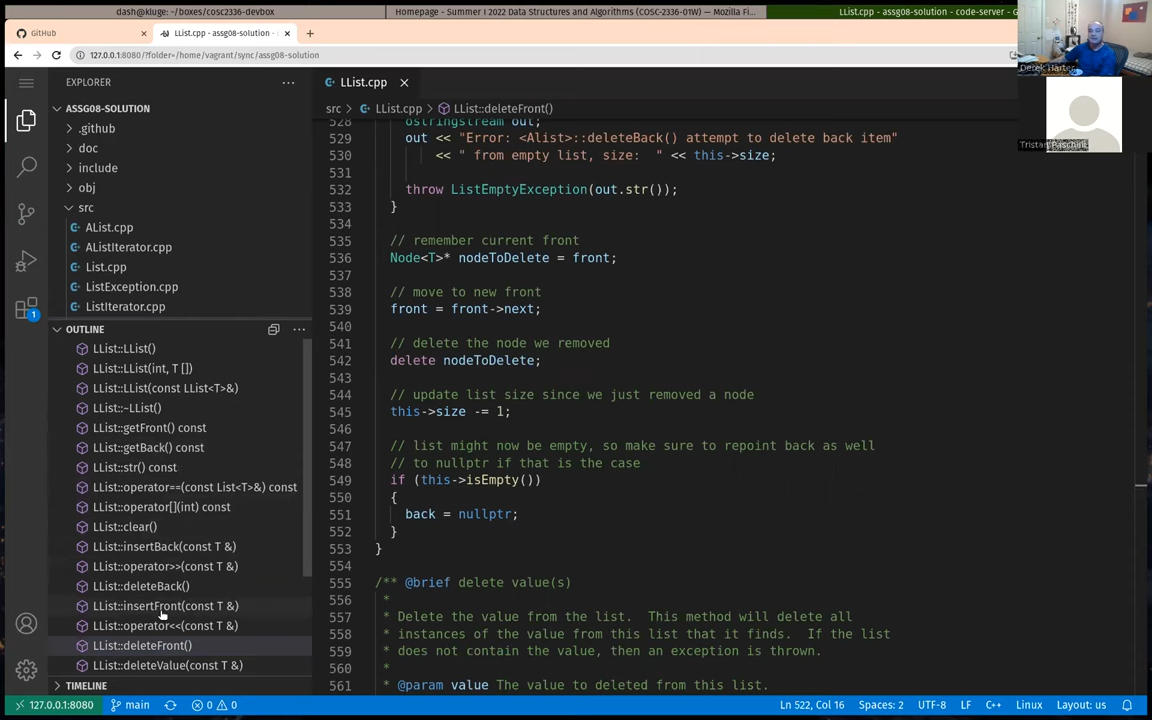 dash@kluge: ~/boxes/cosc2336-devbox
Homepage - Summer I 2022 Data Structures and Algorithms (COSC-2336-01W) — Mozilla Fi…
LList.cpp - assg08-solution - code-server - G
GitHub
LList.cpp - assg08-solution -
127.0.0.1:8080/?folder=/home/vagrant/sync/assg08-solution
Derek Harter
EXPLORER
ASSG08-SOLUTION
.github
doc
include
obj
src
AList.cpp
AListIterator.cpp
List.cpp
ListException.cpp
ListIterator.cpp
OUTLINE
LList::LList()
LList::LList(int, T [])
LList::LList(const LList<T>&)
LList::~LList()
LList::getFront() const
LList::getBack() const
LList::str() const
LList::operator==(const List<T>&) const
LList::operator[](int) const
LList::clear()
LList::insertBack(const T &)
LList::operator>>(const T &)
LList::deleteBack()
LList::insertFront(const T &)
LList::operator<<(const T &)
LList::deleteFront()
LList::deleteValue(const T &)
TIMELINE
LList.cpp
src > LList.cpp > LList::deleteFront()
528 ostringstream out;
529 out << "Error: <Alist>::deleteBack() attempt to delete back item"
530 << " from empty list, size:  " << this->size;
531
532 throw ListEmptyException(out.str());
533 }
534
535 // remember current front
536 Node<T>* nodeToDelete = front;
537
538 // move to new front
539 front = front->next;
540
541 // delete the node we removed
542 delete nodeToDelete;
543
544 // update list size since we just removed a node
545 this->size -= 1;
546
547 // list might now be empty, so make sure to repoint back as well
548 // to nullptr if that is the case
549 if (this->isEmpty())
550 {
551 back = nullptr;
552 }
553 }
554
555 /** @brief delete value(s)
556 *
557 * Delete the value from the list.  This method will delete all
558 * instances of the value from this list that it finds.  If the list
559 * does not contain the value, then an exception is thrown.
560 *
561 * @param value The value to deleted from this list.
1
127.0.0.1:8080
main
0 0
Ln 522, Col 16
Spaces: 2
UTF-8
LF
C++
Linux
Layout: us